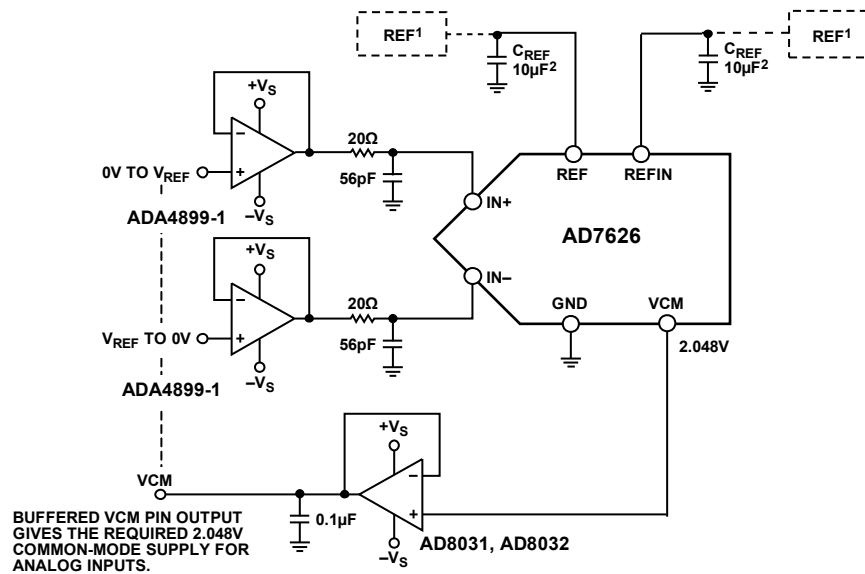 REF1
CREF
10µF2
REF1
CREF
10µF2
+VS
−
+
−VS
0V TO VREF
ADA4899-1
20Ω
56pF
REF
REFIN
IN+
AD7626
IN–
GND
VCM
2.048V
+VS
−
+
−VS
VREF TO 0V
ADA4899-1
20Ω
56pF
+VS
−
+
−VS
VCM
0.1µF
AD8031, AD8032
BUFFERED VCM PIN OUTPUT
GIVES THE REQUIRED 2.048V
COMMON-MODE SUPPLY FOR
ANALOG INPUTS.